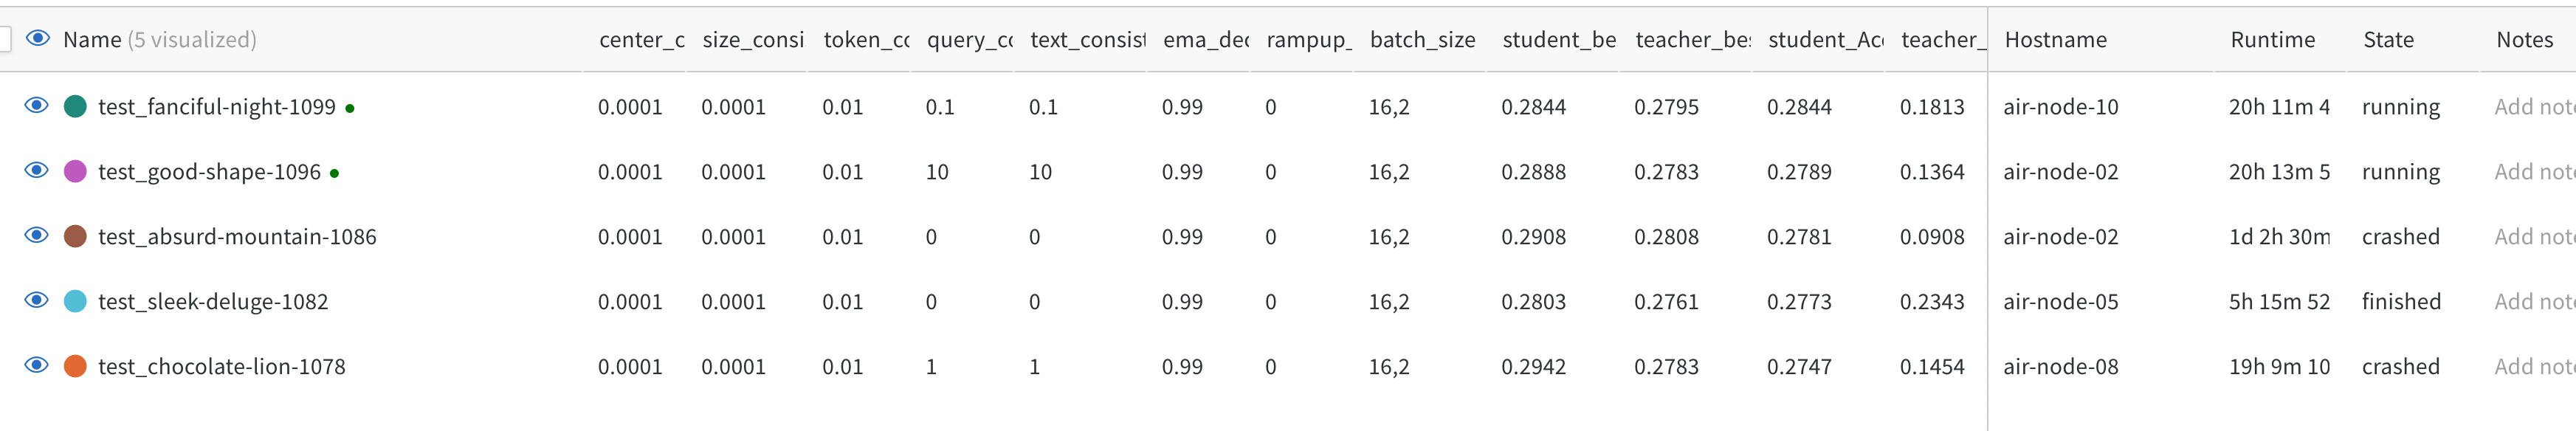 Name (5 visualized) center_c size_consi token_cc query_cc text_consist ema_dec rampup_ batch_size student_be teacher_bes student_Acc teacher_ Hostname Runtime State Notes
test_fanciful-night-1099 0.0001 0.0001 0.01 0.1 0.1 0.99 0 16,2 0.2844 0.2795 0.2844 0.1813 air-node-10 20h 11m 4 running Add note
test_good-shape-1096 0.0001 0.0001 0.01 10 10 0.99 0 16,2 0.2888 0.2783 0.2789 0.1364 air-node-02 20h 13m 5 running Add note
test_absurd-mountain-1086 0.0001 0.0001 0.01 0 0 0.99 0 16,2 0.2908 0.2808 0.2781 0.0908 air-node-02 1d 2h 30m crashed Add note
test_sleek-deluge-1082 0.0001 0.0001 0.01 0 0 0.99 0 16,2 0.2803 0.2761 0.2773 0.2343 air-node-05 5h 15m 52 finished Add note
test_chocolate-lion-1078 0.0001 0.0001 0.01 1 1 0.99 0 16,2 0.2942 0.2783 0.2747 0.1454 air-node-08 19h 9m 10 crashed Add note